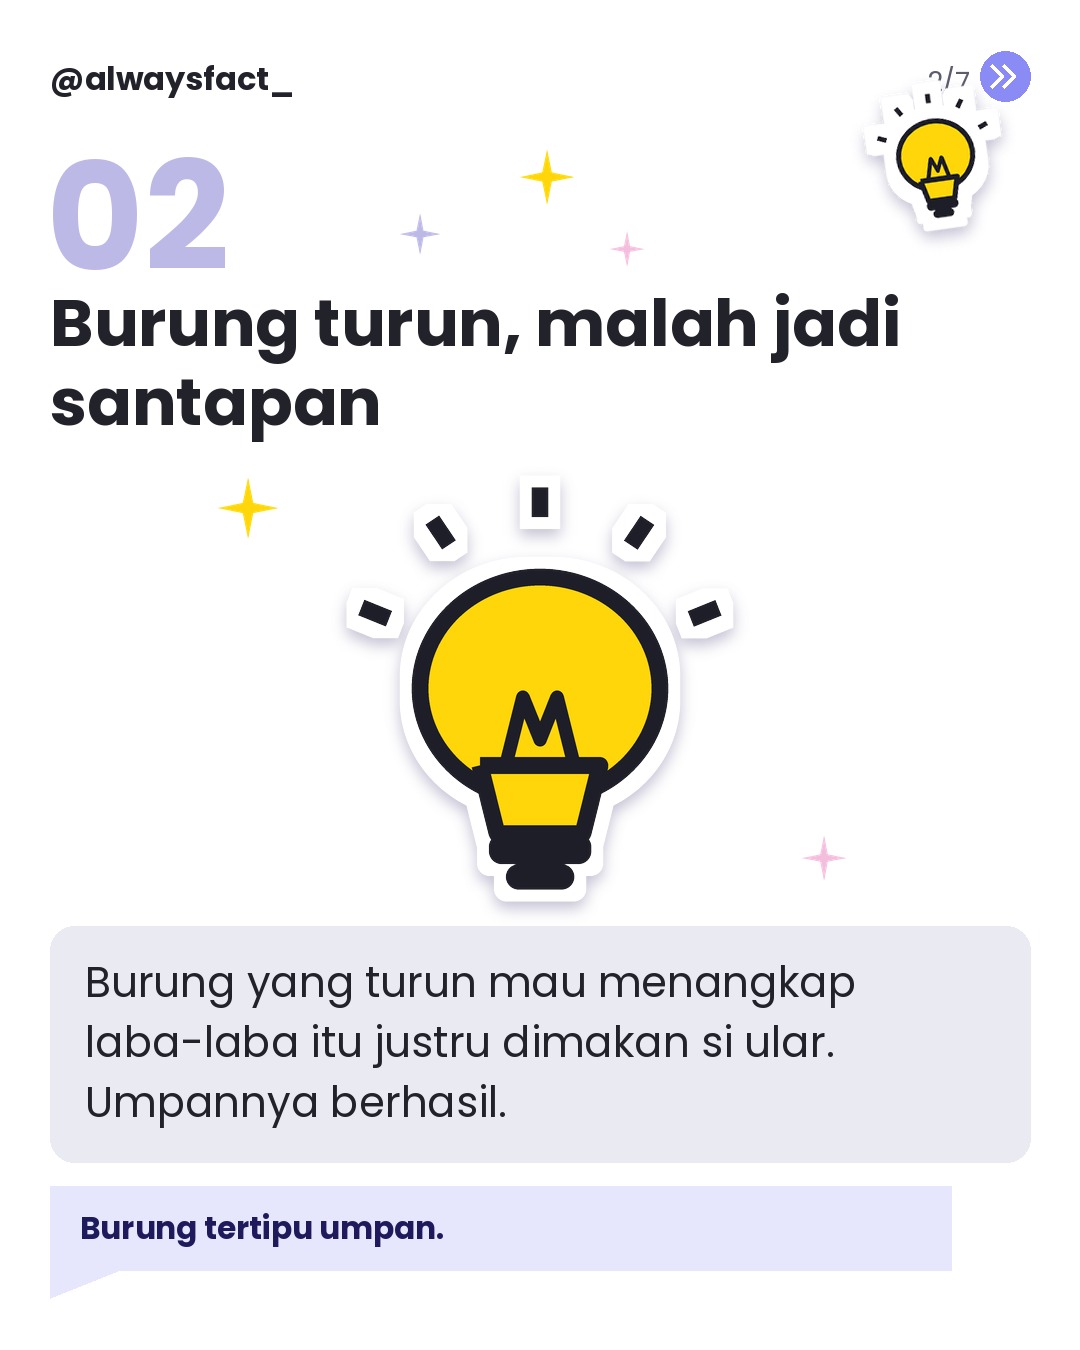 @alwaysfact_
02
Burung turun, malah jadi
santapan
Burung yang turun mau menangkap
laba-laba itu justru dimakan si ular.
Umpannya berhasil.
Burung tertipu umpan.